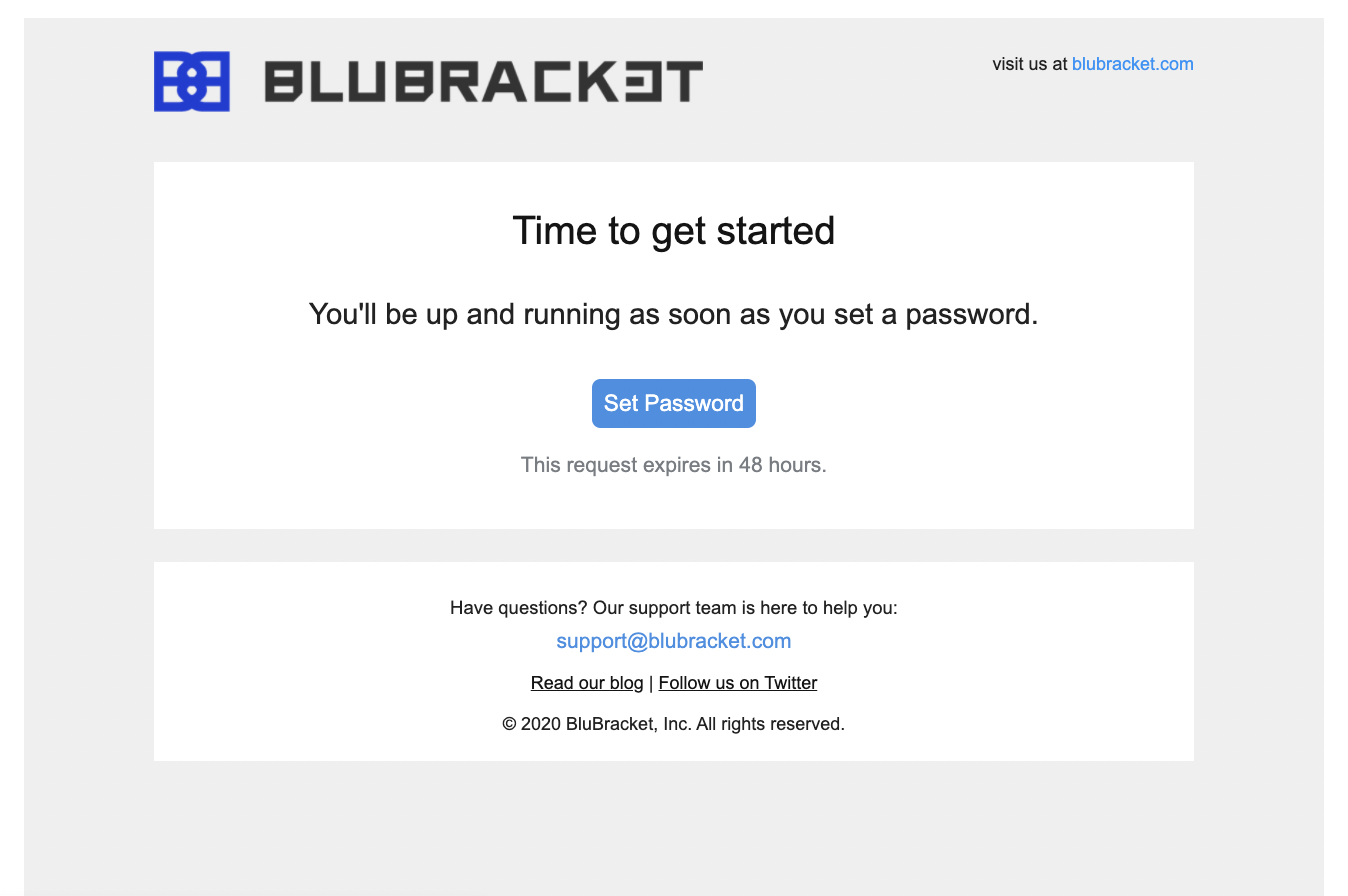 BLUBRACKET
visit us at blubracket.com
Time to get started
You'll be up and running as soon as you set a password.
Set Password
This request expires in 48 hours.
Have questions? Our support team is here to help you:
support@blubracket.com
Read our blog | Follow us on Twitter
© 2020 BluBracket, Inc. All rights reserved.